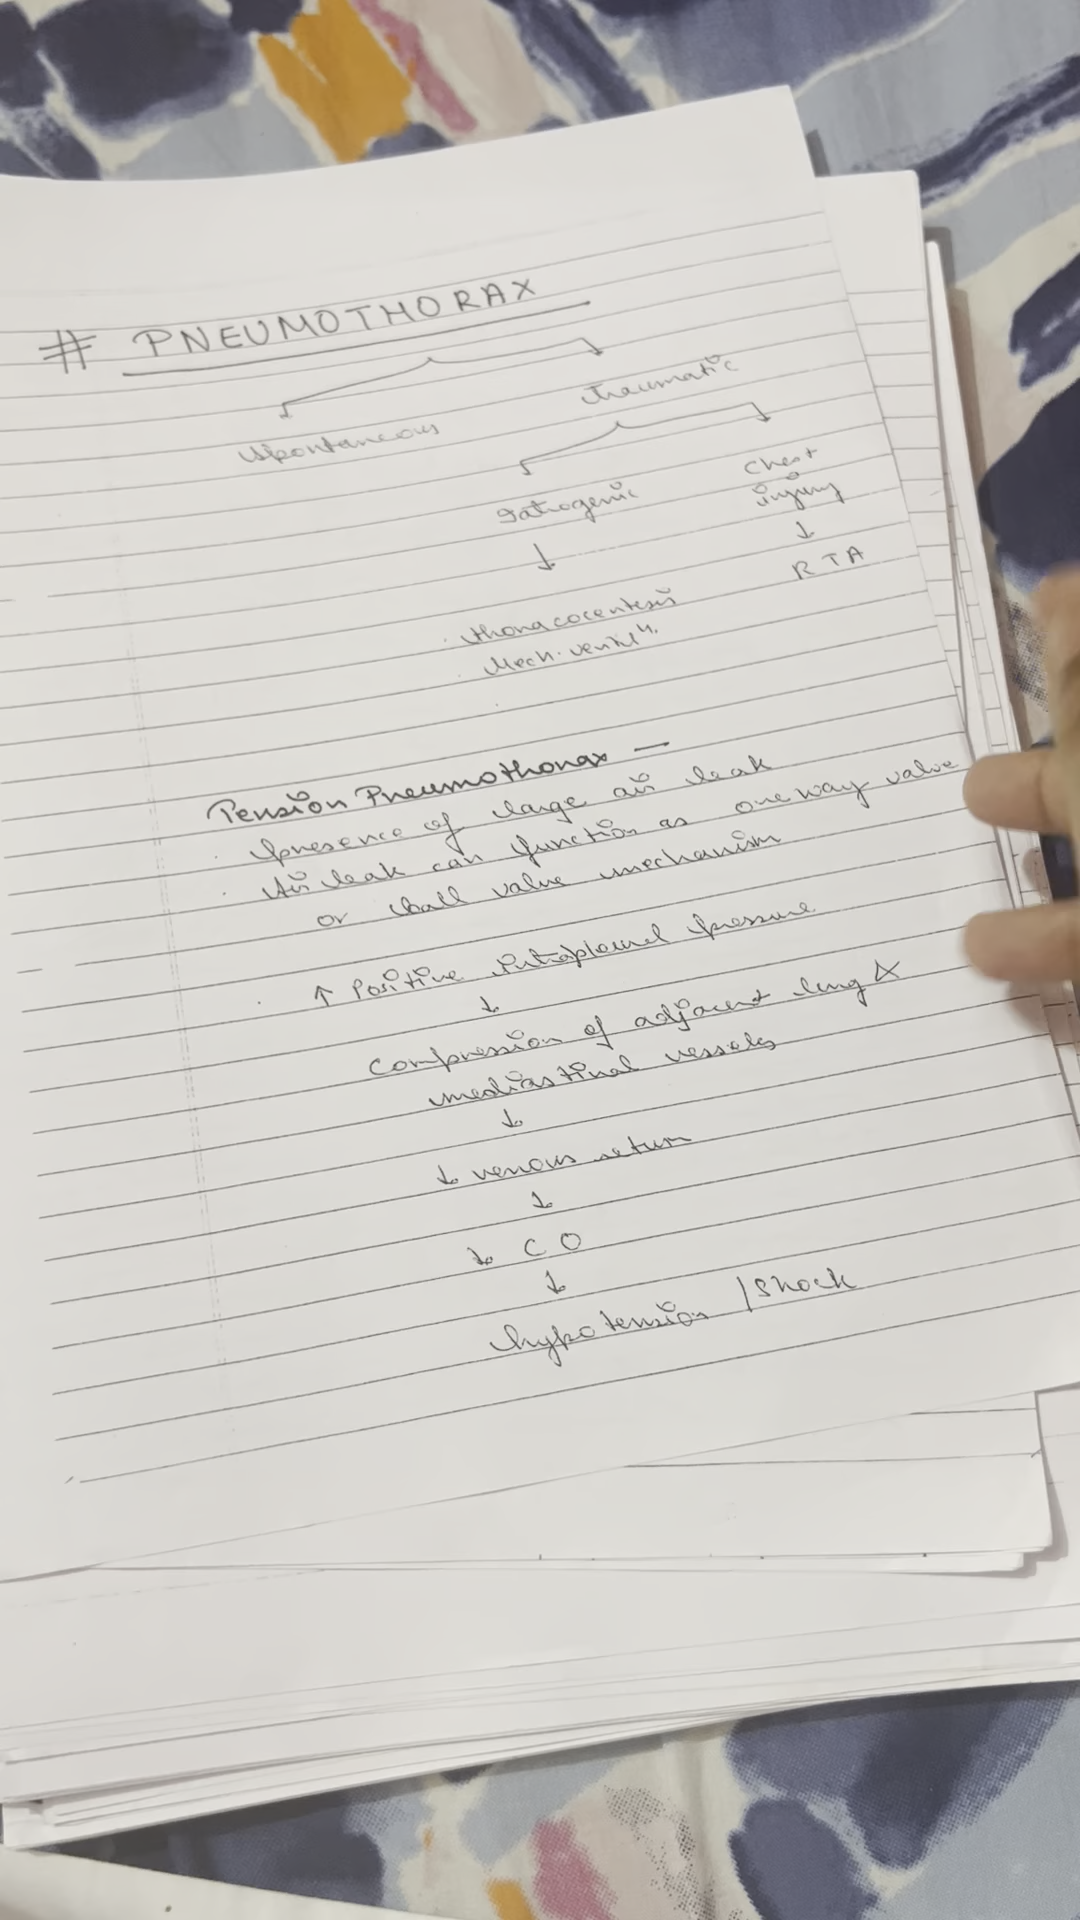 # PNEUMOTHORAX
Spontaneous
traumatic
Iatrogenic
Chest
injury
↓
↓
RTA
· thoracocentesis
· Mech. ventilⁿ.
Tension Pneumothorax —
· presence of large air leak
· Air leak can function as one way valve
or ball valve mechanism
· ↑ Positive intrapleural pressure
↓
Compression of adjacent lung &
mediastinal vessels
↓
↓ venous return
↓
↓ CO
↓
hypotension / shock